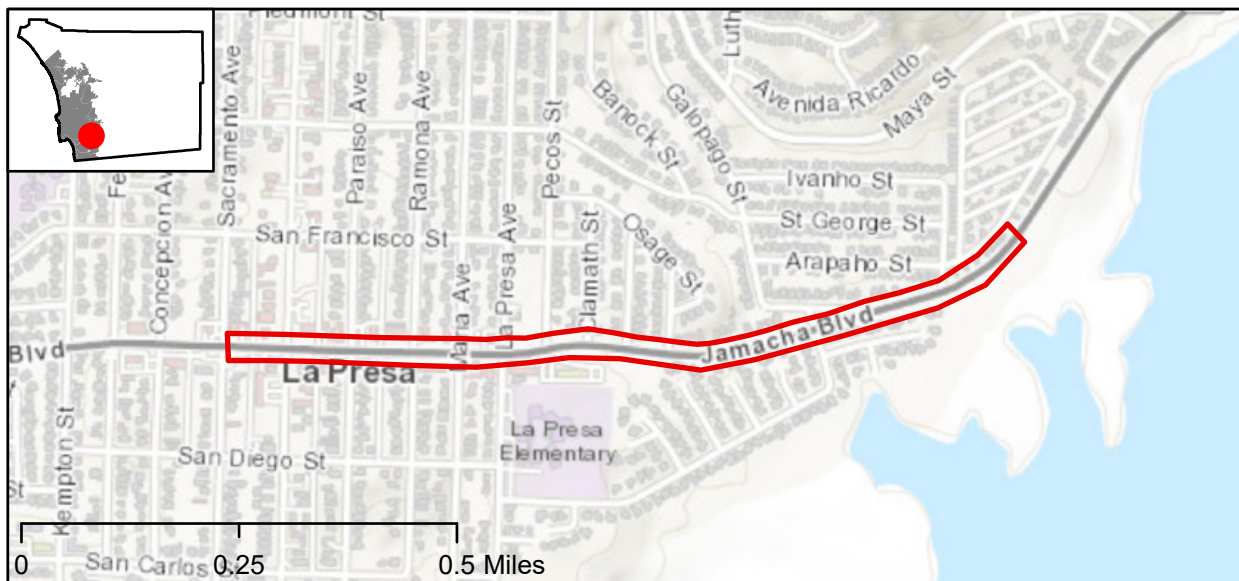 Piedmont St
Sacramento Ave
Concepcion Av
Paraiso Ave
Ramona Ave
La Presa Ave
Pecos St
Banock St
Galopago St
Luth
Avenida Ricardo
Maya St
Ivanho St
St George St
Arapaho St
San Francisco St
Osage St
Clamath St
Maria Ave
Blvd
Jamacha Blvd
La Presa
La Presa
Elementary
Kempton St
San Diego St
St
San Carlos
0
0.25
0.5 Miles